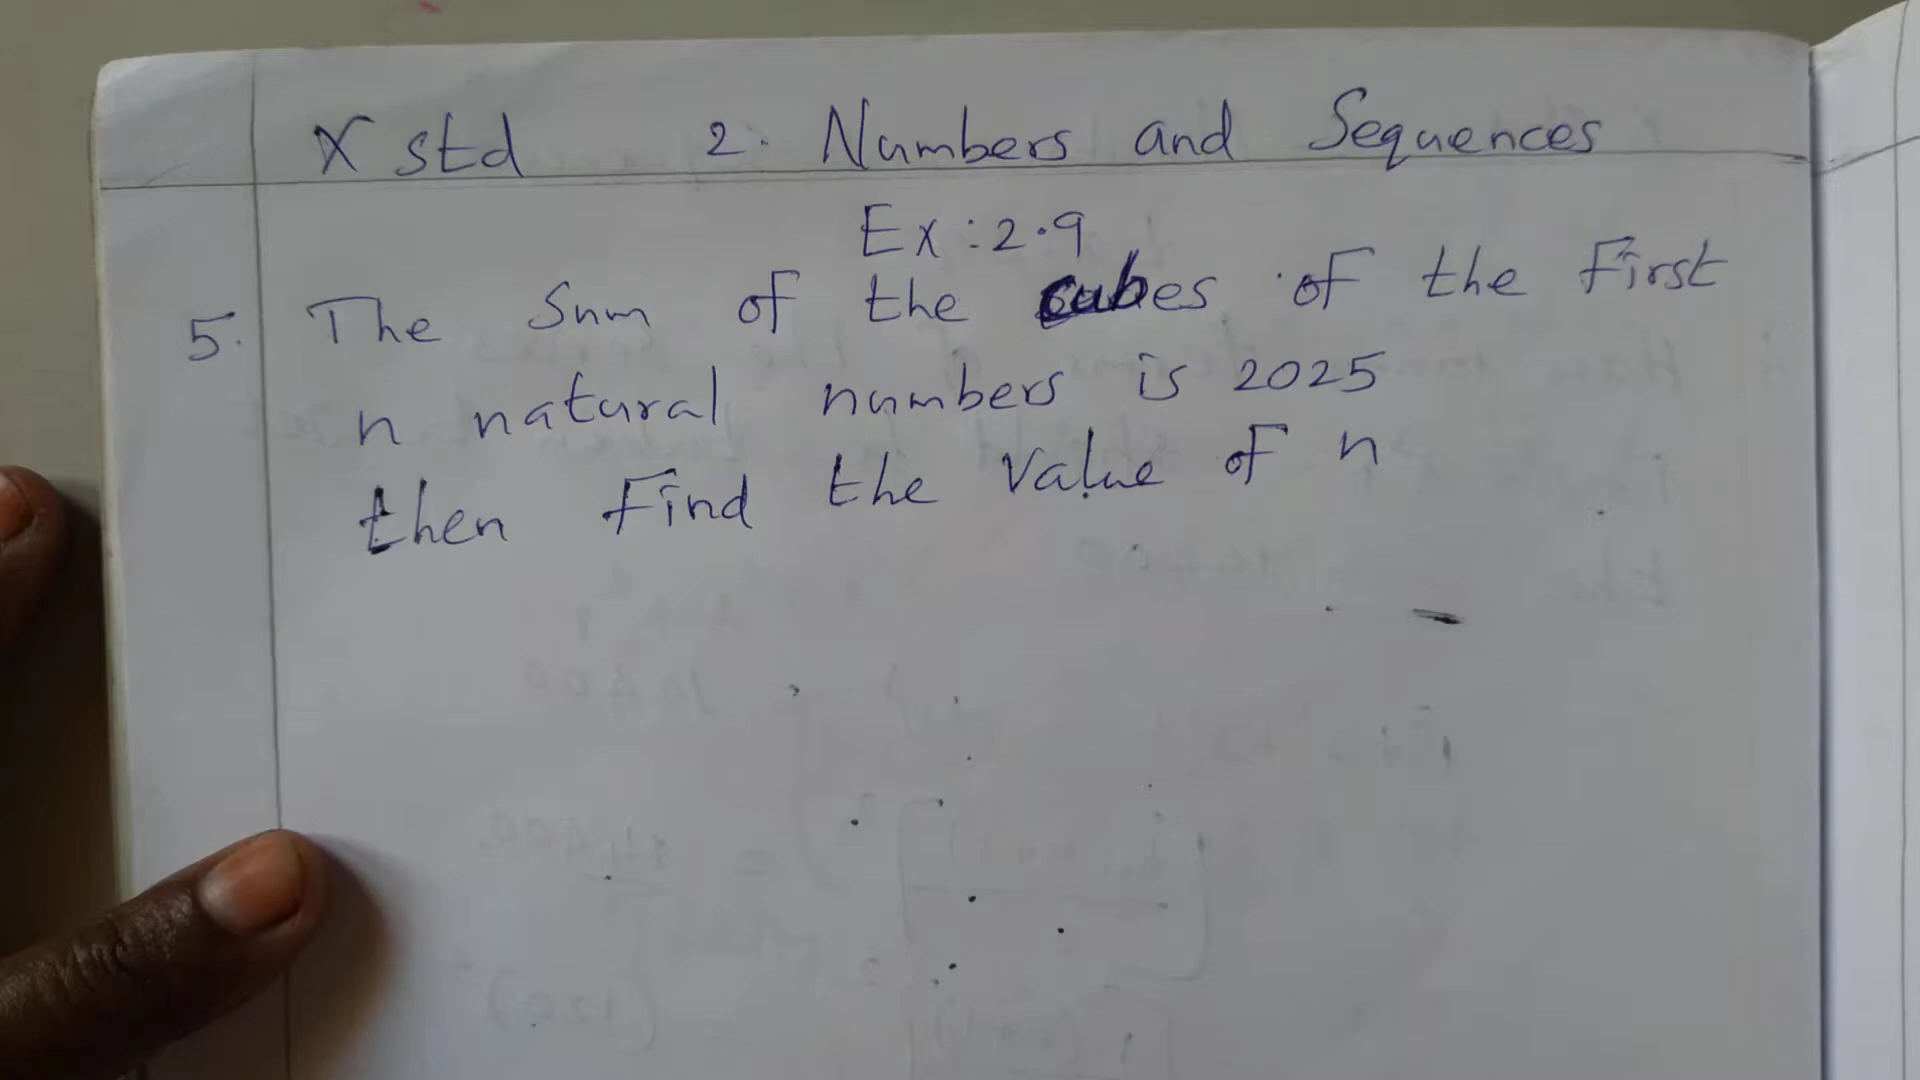 X std 2. Numbers and Sequences
Ex: 2.9
5. The Sum of the cubes of the First
n natural numbers is 2025
then Find the Value of n